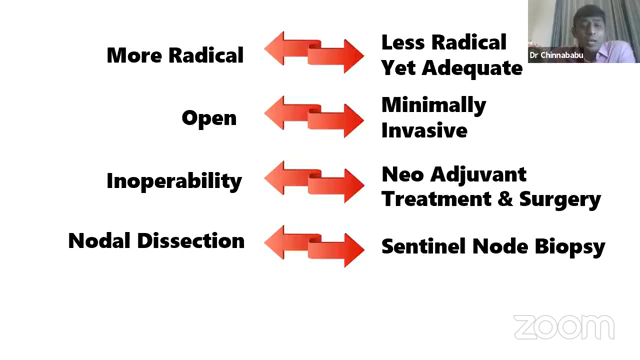 More Radical
Less Radical
Yet Adequate
Open
Minimally
Invasive
Inoperability
Neo Adjuvant
Treatment & Surgery
Nodal Dissection
Sentinel Node Biopsy
Dr Chinnababu
zoom